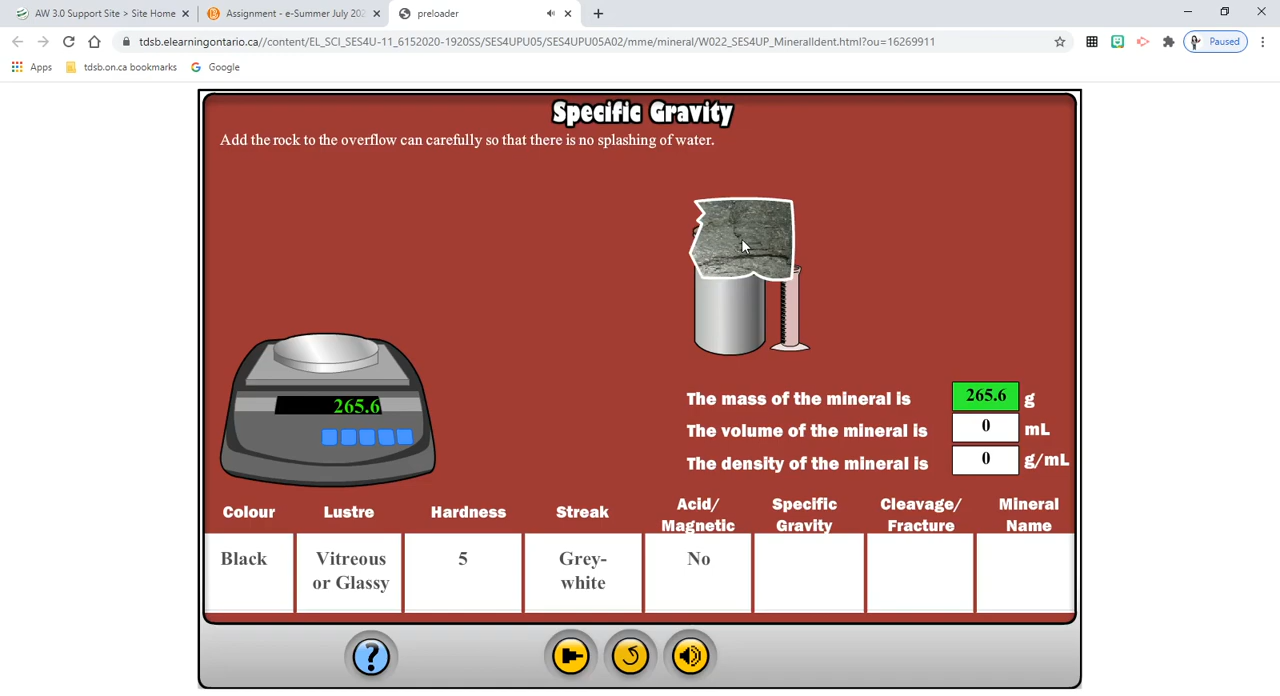 AW 3.0 Support Site > Site Home
Assignment - e-Summer July 202
preloader
tdsb.elearningontario.ca//content/EL_SCI_SES4U-11_6152020-1920SS/SES4UPU05/SES4UPU05A02/mme/mineral/W022_SES4UP_MineralIdent.html?ou=16269911
Paused
Apps
tdsb.on.ca bookmarks
Google
Specific Gravity
Add the rock to the overflow can carefully so that there is no splashing of water.
265.6
The mass of the mineral is 265.6 g
The volume of the mineral is 0 mL
The density of the mineral is 0 g/mL
Colour Lustre Hardness Streak Acid/ Magnetic Specific Gravity Cleavage/ Fracture Mineral Name
Black Vitreous or Glassy 5 Grey-white No